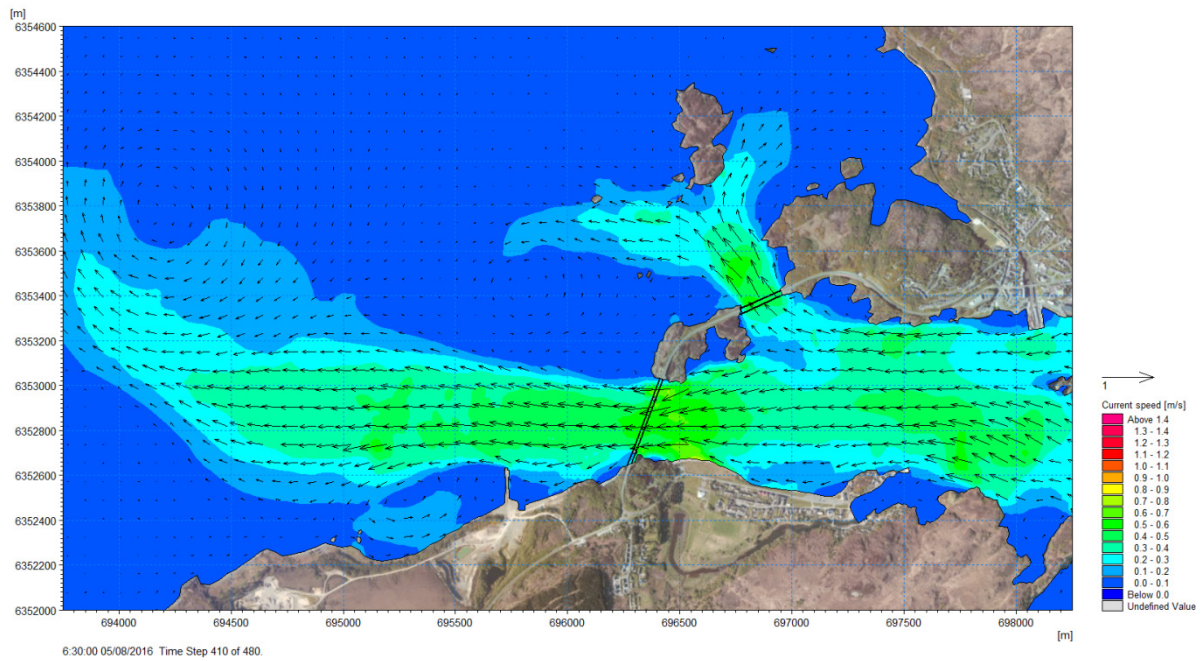 [m]
6354600
6354400
6354200
6354000
6353800
6353600
6353400
6353200
6353000
6352800
6352600
6352400
6352200
6352000
694000 694500 695000 695500 696000 696500 697000 697500 698000
[m]
1
Current speed [m/s]
Above 1.4
1.3 - 1.4
1.2 - 1.3
1.1 - 1.2
1.0 - 1.1
0.9 - 1.0
0.8 - 0.9
0.7 - 0.8
0.6 - 0.7
0.5 - 0.6
0.4 - 0.5
0.3 - 0.4
0.2 - 0.3
0.1 - 0.2
0.0 - 0.1
Below 0.0
Undefined Value
6:30:00 05/08/2016 Time Step 410 of 480.